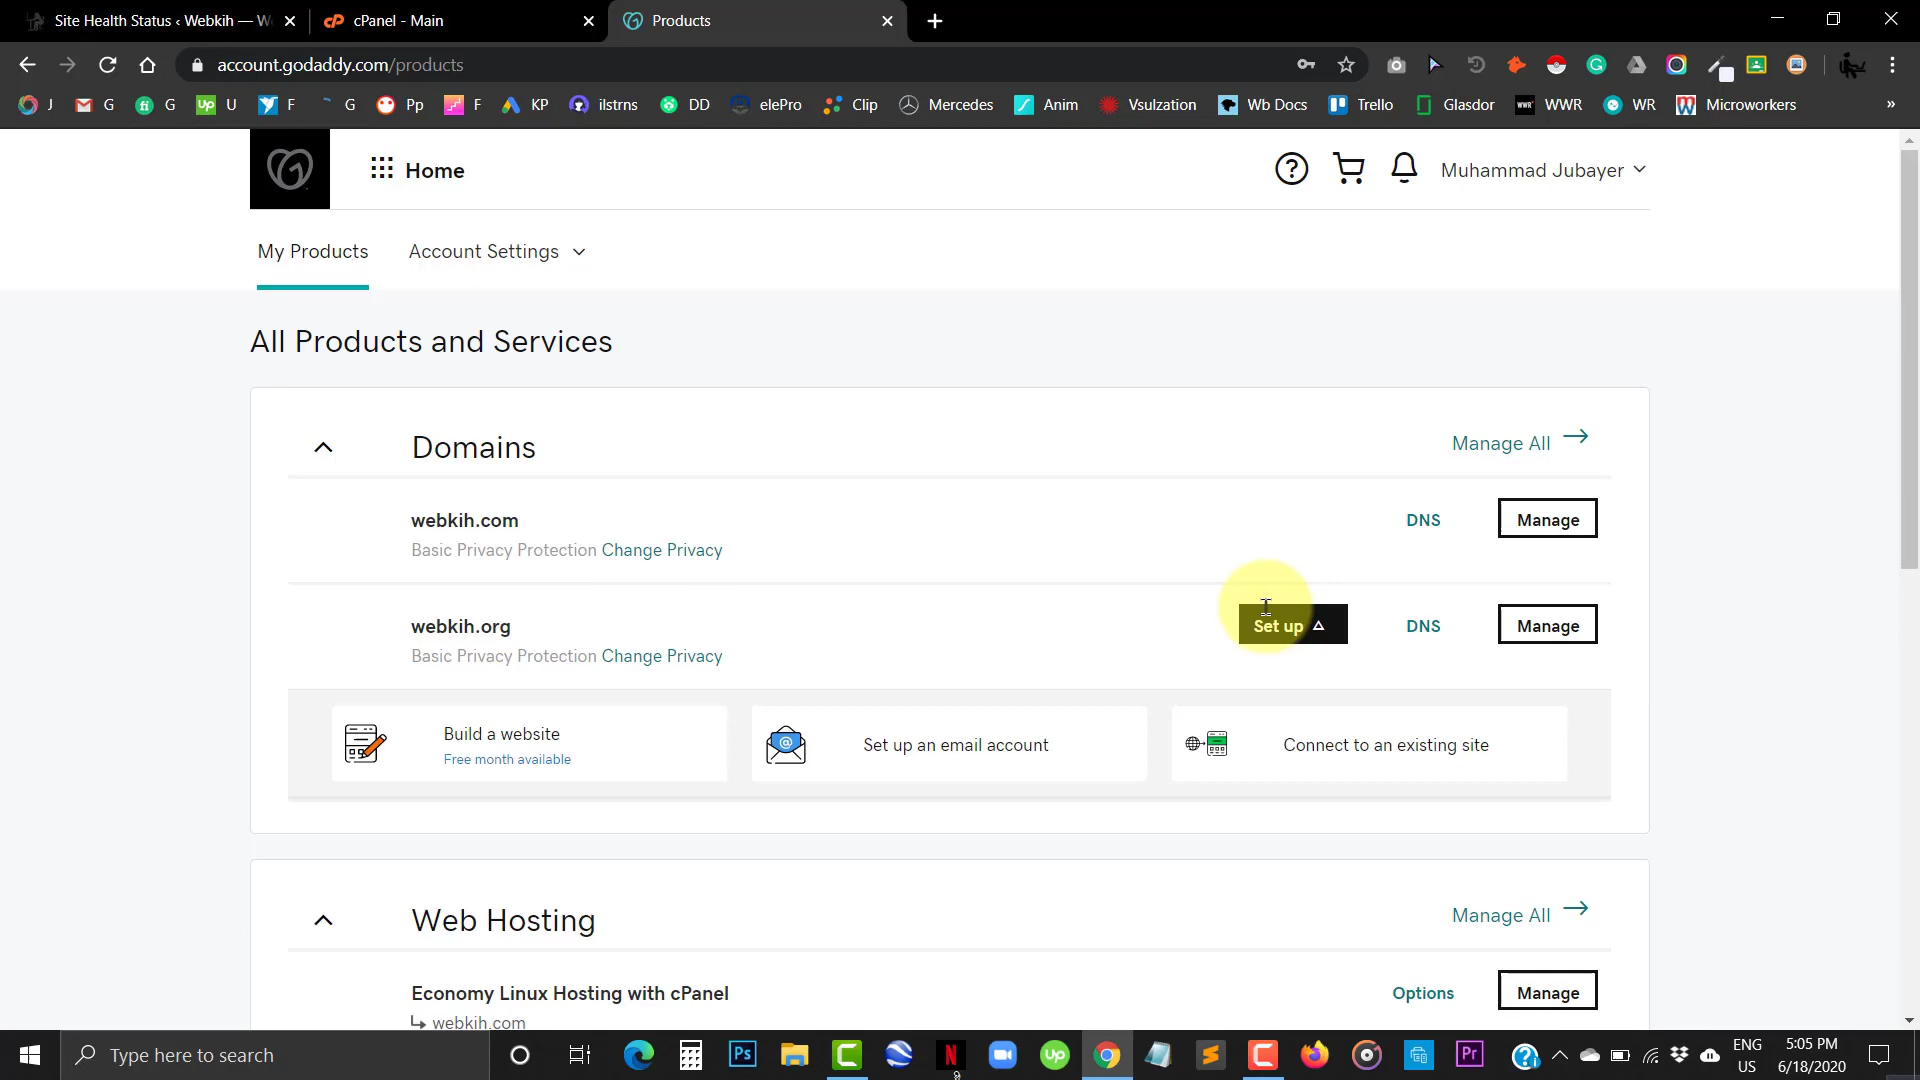 Site Health Status ‹ Webkih — W
cPanel - Main
Products
account.godaddy.com/products
J
G
G
U
F
G
Pp
F
KP
ilstrns
DD
elePro
Clip
Mercedes
Anim
Vsulzation
Wb Docs
Trello
Glasdor
WWR
WR
Microworkers
»
Home
Muhammad Jubayer
My Products
Account Settings
All Products and Services
Domains
Manage All
webkih.com
DNS
Manage
Basic Privacy Protection Change Privacy
webkih.org
Set up
DNS
Manage
Basic Privacy Protection Change Privacy
Build a website
Free month available
Set up an email account
Connect to an existing site
Web Hosting
Manage All
Economy Linux Hosting with cPanel
Options
Manage
webkih.com
Type here to search
ENG
US
5:05 PM
6/18/2020